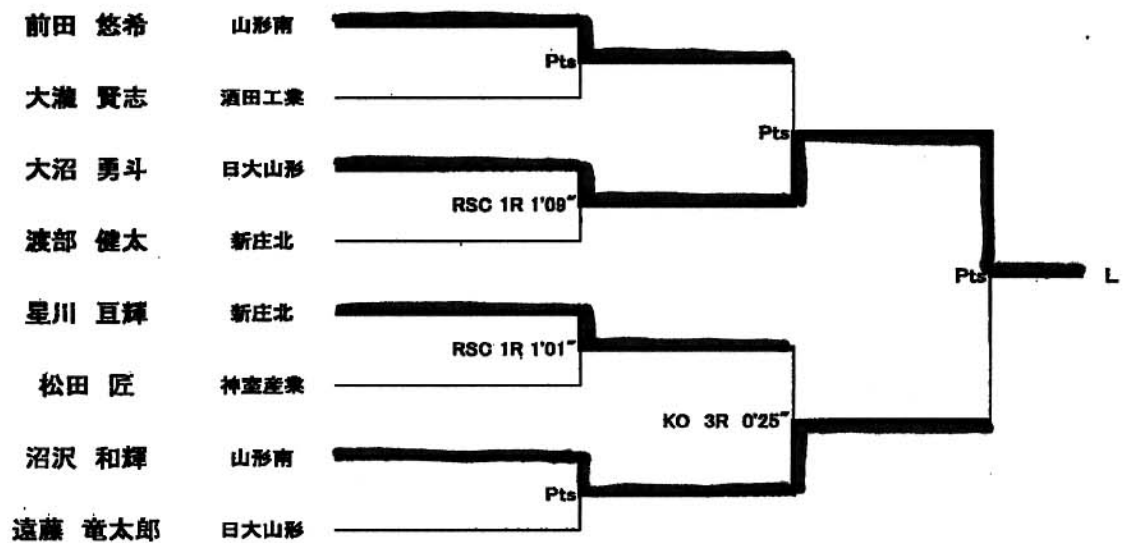 前田 悠希 山形南
Pts
大瀧 賢志 酒田工業
Pts
大沼 勇斗 日大山形
RSC 1R 1'09"
渡部 健太 新庄北
Pts L
星川 亘輝 新庄北
RSC 1R 1'01"
松田 匠 神室産業
KO 3R 0'25"
沼沢 和輝 山形南
Pts
遠藤 竜太郎 日大山形